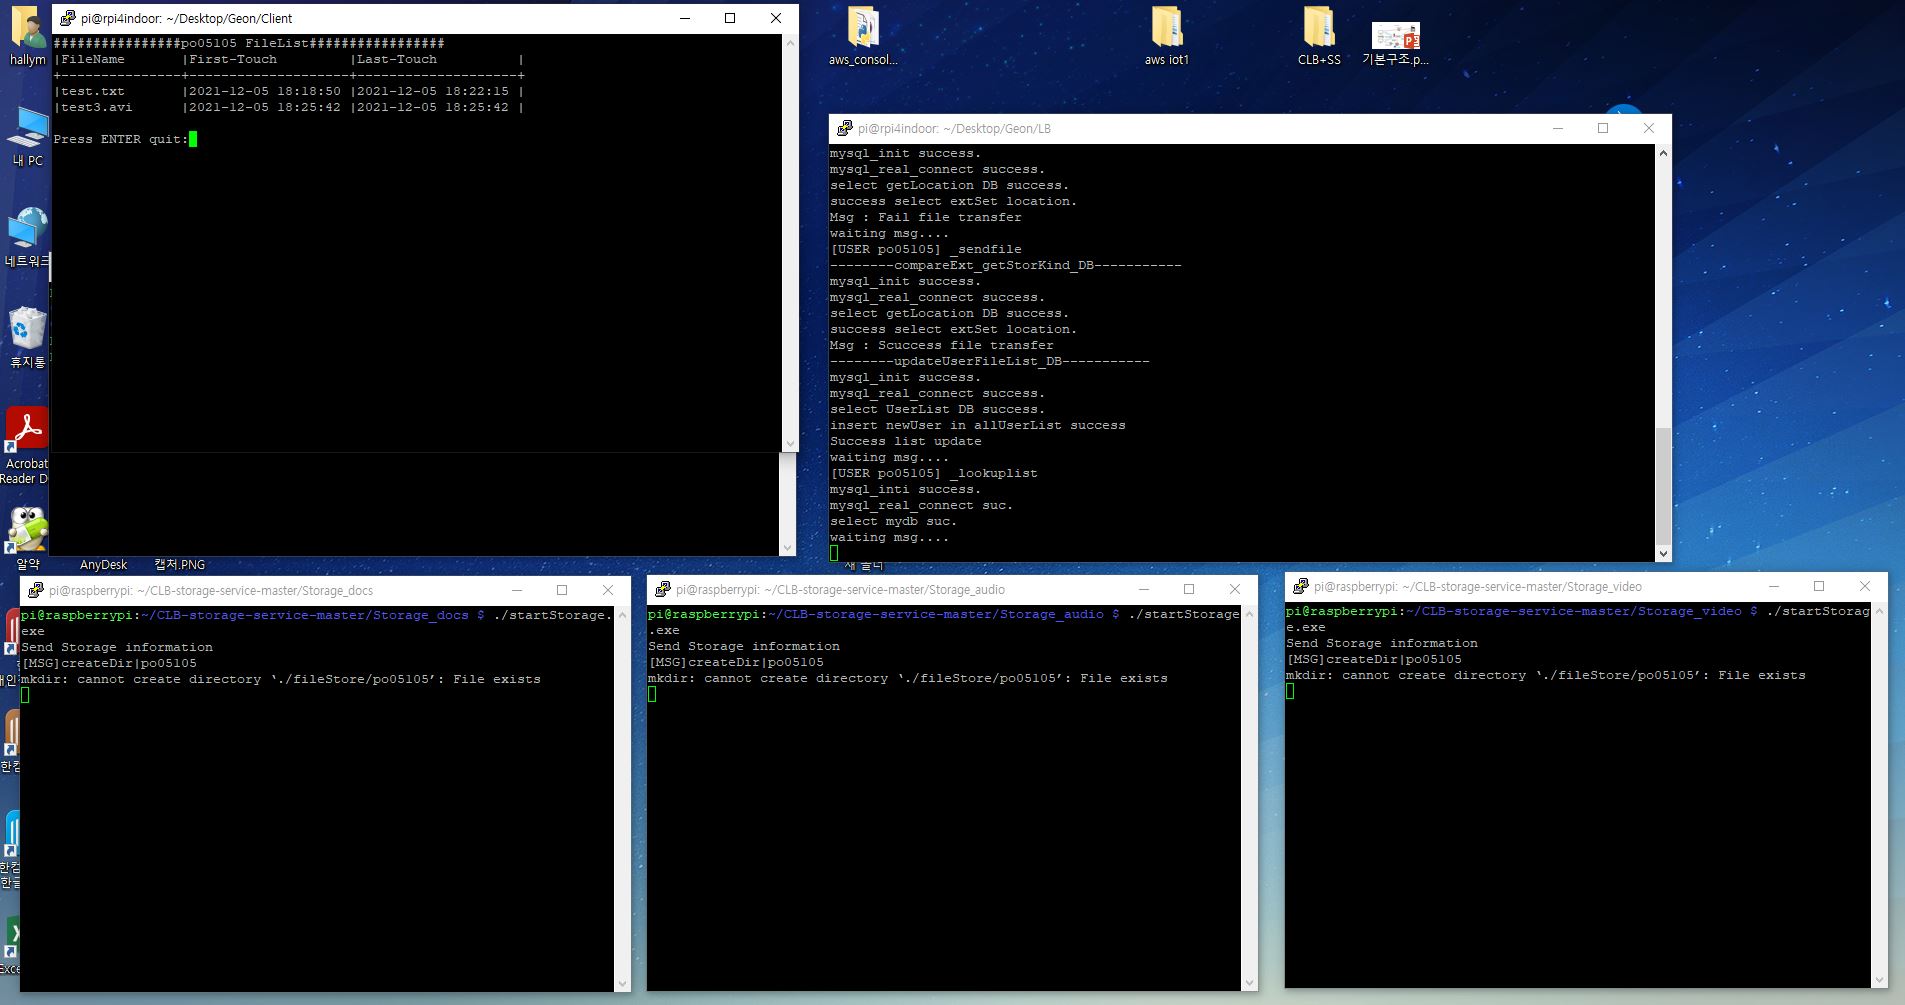 pi@rpi4indoor: ~/Desktop/Geon/Client
################po05105 FileList#################
|FileName       |First-Touch         |Last-Touch          |
+---------------+--------------------+--------------------+
|test.txt       |2021-12-05 18:18:50 |2021-12-05 18:22:15 |
|test3.avi      |2021-12-05 18:25:42 |2021-12-05 18:25:42 |
Press ENTER quit:
hallym
내 PC
네트워크
휴지통
Acrobat
Reader D
알약
AnyDesk
캡처.PNG
aws_consol...
aws iot1
CLB+SS
기본구조.p...
pi@rpi4indoor: ~/Desktop/Geon/LB
mysql_init success.
mysql_real_connect success.
select getLocation DB success.
success select extSet location.
Msg : Fail file transfer
waiting msg....
[USER po05105] _sendfile
--------compareExt_getStorKind_DB-----------
mysql_init success.
mysql_real_connect success.
select getLocation DB success.
success select extSet location.
Msg : Scuccess file transfer
--------updateUserFileList_DB-----------
mysql_init success.
mysql_real_connect success.
select UserList DB success.
insert newUser in allUserList success
Success list update
waiting msg....
[USER po05105] _lookuplist
mysql_inti success.
mysql_real_connect suc.
select mydb suc.
waiting msg....
pi@raspberrypi: ~/CLB-storage-service-master/Storage_docs
pi@raspberrypi:~/CLB-storage-service-master/Storage_docs $ ./startStorage.
exe
Send Storage information
[MSG]createDir|po05105
mkdir: cannot create directory ‘./fileStore/po05105’: File exists
pi@raspberrypi: ~/CLB-storage-service-master/Storage_audio
pi@raspberrypi:~/CLB-storage-service-master/Storage_audio $ ./startStorage
.exe
Send Storage information
[MSG]createDir|po05105
mkdir: cannot create directory ‘./fileStore/po05105’: File exists
pi@raspberrypi: ~/CLB-storage-service-master/Storage_video
pi@raspberrypi:~/CLB-storage-service-master/Storage_video $ ./startStorag
e.exe
Send Storage information
[MSG]createDir|po05105
mkdir: cannot create directory ‘./fileStore/po05105’: File exists